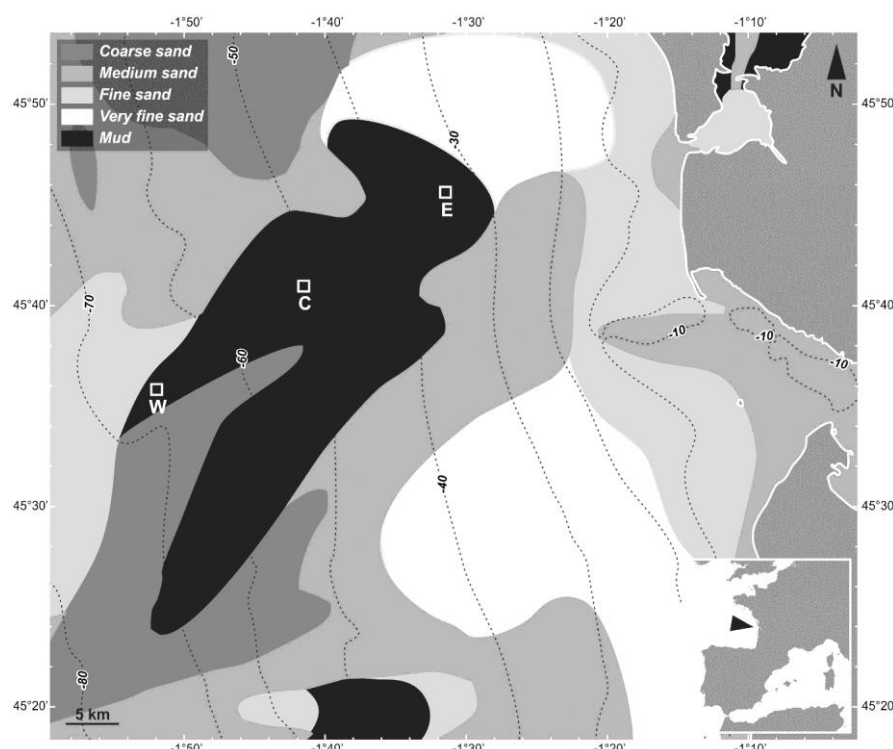 -1°50' -1°40' -1°30' -1°20' -1°10'
Coarse sand
Medium sand
Fine sand
Very fine sand
Mud
-50
N
45°50' 45°50'
-30
E
C
45°40' 45°40'
-70
-10
-10
-10
-60
W
45°30' 45°30'
-40
-80
45°20' 45°20'
5 km
-1°50' -1°40' -1°30' -1°20' -1°10'